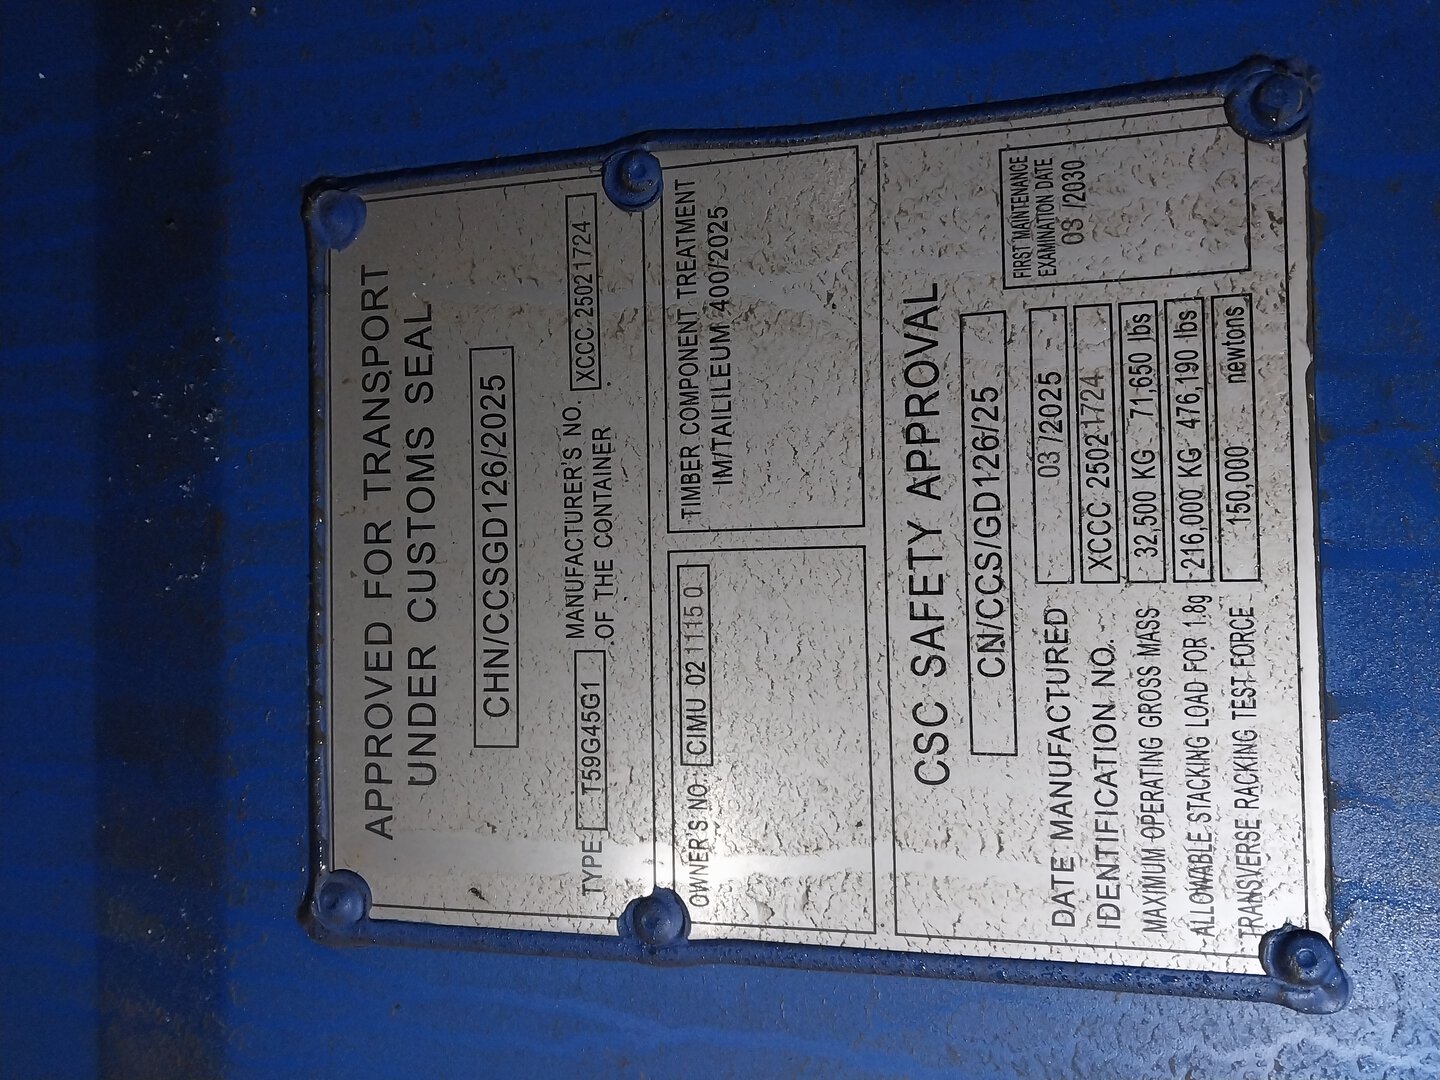 APPROVED FOR TRANSPORT
UNDER CUSTOMS SEAL
CHN/CCSGD126/2025
TYPE: T59G45G1 MANUFACTURER'S NO. XCCC 25021724
OF THE CONTAINER
OWNER'S NO: CIMU 02 1115 0
TIMBER COMPONENT TREATMENT
IM/TAILILEUM 400/2025
CSC SAFETY APPROVAL
CN/CCS/GD126/25
FIRST MAINTENANCE
EXAMINATION DATE
03 /2030
DATE MANUFACTURED 03 /2025
IDENTIFICATION NO. XCCC 25021724
MAXIMUM OPERATING GROSS MASS 32,500 KG 71,650 lbs
ALLOWABLE STACKING LOAD FOR 1.8g 216,000 KG 476,190 lbs
TRANSVERSE RACKING TEST FORCE 150,000 newtons